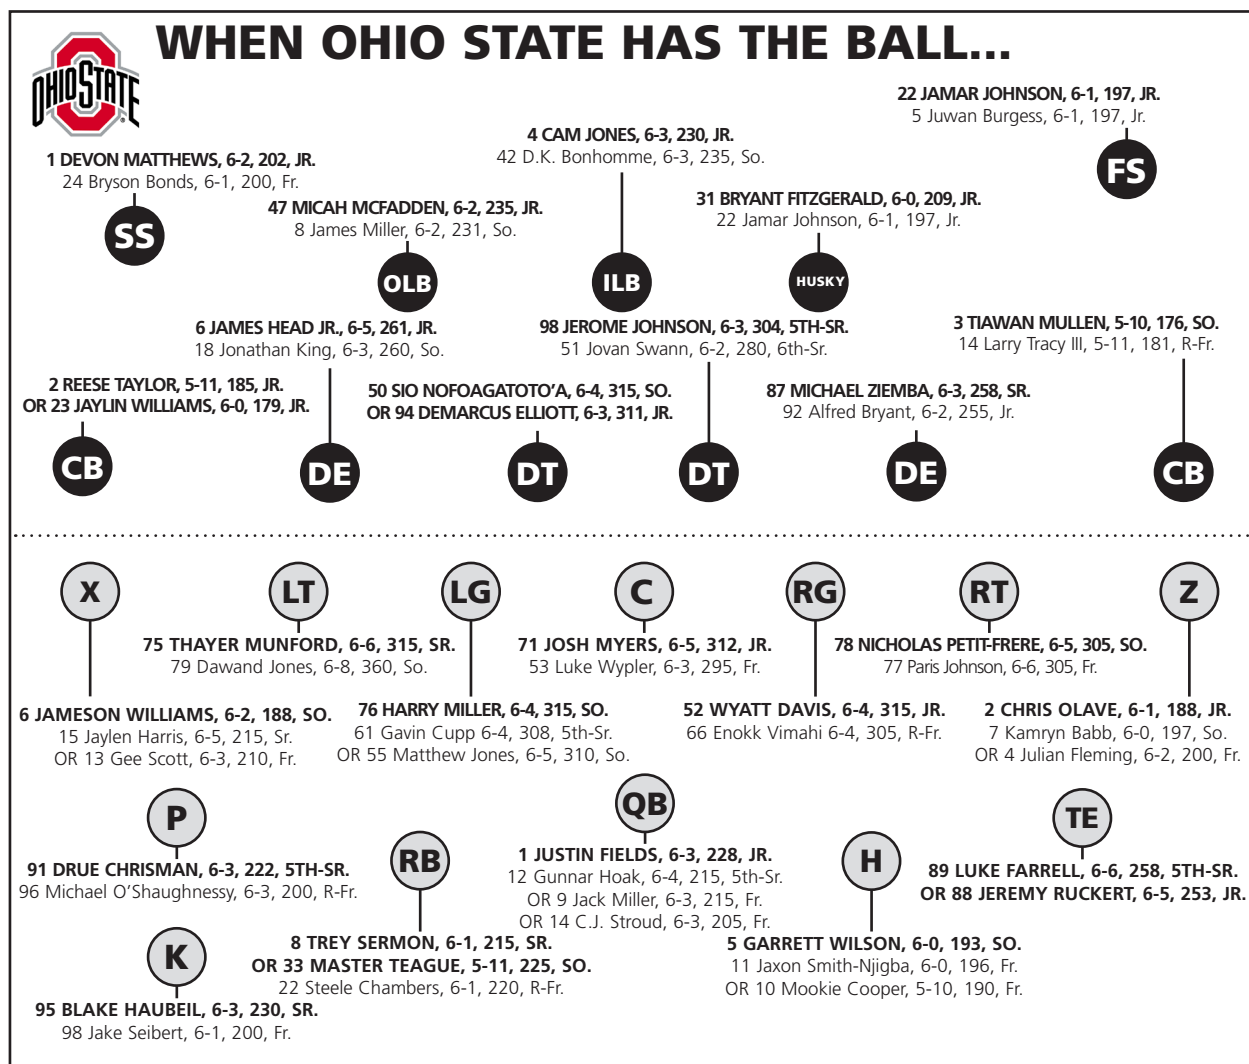 WHEN OHIO STATE HAS THE BALL...
OHIO STATE
®
22 JAMAR JOHNSON, 6-1, 197, JR.
5 Juwan Burgess, 6-1, 197, Jr.
FS
4 CAM JONES, 6-3, 230, JR.
42 D.K. Bonhomme, 6-3, 235, So.
1 DEVON MATTHEWS, 6-2, 202, JR.
24 Bryson Bonds, 6-1, 200, Fr.
SS
47 MICAH MCFADDEN, 6-2, 235, JR.
8 James Miller, 6-2, 231, So.
OLB
ILB
31 BRYANT FITZGERALD, 6-0, 209, JR.
22 Jamar Johnson, 6-1, 197, Jr.
HUSKY
6 JAMES HEAD JR., 6-5, 261, JR.
18 Jonathan King, 6-3, 260, So.
98 JEROME JOHNSON, 6-3, 304, 5TH-SR.
51 Jovan Swann, 6-2, 280, 6th-Sr.
3 TIAWAN MULLEN, 5-10, 176, SO.
14 Larry Tracy III, 5-11, 181, R-Fr.
2 REESE TAYLOR, 5-11, 185, JR.
OR 23 JAYLIN WILLIAMS, 6-0, 179, JR.
50 SIO NOFOAGATOTO'A, 6-4, 315, SO.
OR 94 DEMARCUS ELLIOTT, 6-3, 311, JR.
87 MICHAEL ZIEMBA, 6-3, 258, SR.
92 Alfred Bryant, 6-2, 255, Jr.
CB
DE
DT
DT
DE
CB
X
LT
LG
C
RG
RT
Z
75 THAYER MUNFORD, 6-6, 315, SR.
79 Dawand Jones, 6-8, 360, So.
71 JOSH MYERS, 6-5, 312, JR.
53 Luke Wypler, 6-3, 295, Fr.
78 NICHOLAS PETIT-FRERE, 6-5, 305, SO.
77 Paris Johnson, 6-6, 305, Fr.
6 JAMESON WILLIAMS, 6-2, 188, SO.
15 Jaylen Harris, 6-5, 215, Sr.
OR 13 Gee Scott, 6-3, 210, Fr.
76 HARRY MILLER, 6-4, 315, SO.
61 Gavin Cupp 6-4, 308, 5th-Sr.
OR 55 Matthew Jones, 6-5, 310, So.
52 WYATT DAVIS, 6-4, 315, JR.
66 Enokk Vimahi 6-4, 305, R-Fr.
2 CHRIS OLAVE, 6-1, 188, JR.
7 Kamryn Babb, 6-0, 197, So.
OR 4 Julian Fleming, 6-2, 200, Fr.
P
91 DRUE CHRISMAN, 6-3, 222, 5TH-SR.
96 Michael O'Shaughnessy, 6-3, 200, R-Fr.
RB
QB
1 JUSTIN FIELDS, 6-3, 228, JR.
12 Gunnar Hoak, 6-4, 215, 5th-Sr.
OR 9 Jack Miller, 6-3, 215, Fr.
OR 14 C.J. Stroud, 6-3, 205, Fr.
H
TE
89 LUKE FARRELL, 6-6, 258, 5TH-SR.
OR 88 JEREMY RUCKERT, 6-5, 253, JR.
K
95 BLAKE HAUBEIL, 6-3, 230, SR.
98 Jake Seibert, 6-1, 200, Fr.
8 TREY SERMON, 6-1, 215, SR.
OR 33 MASTER TEAGUE, 5-11, 225, SO.
22 Steele Chambers, 6-1, 220, R-Fr.
5 GARRETT WILSON, 6-0, 193, SO.
11 Jaxon Smith-Njigba, 6-0, 196, Fr.
OR 10 Mookie Cooper, 5-10, 190, Fr.